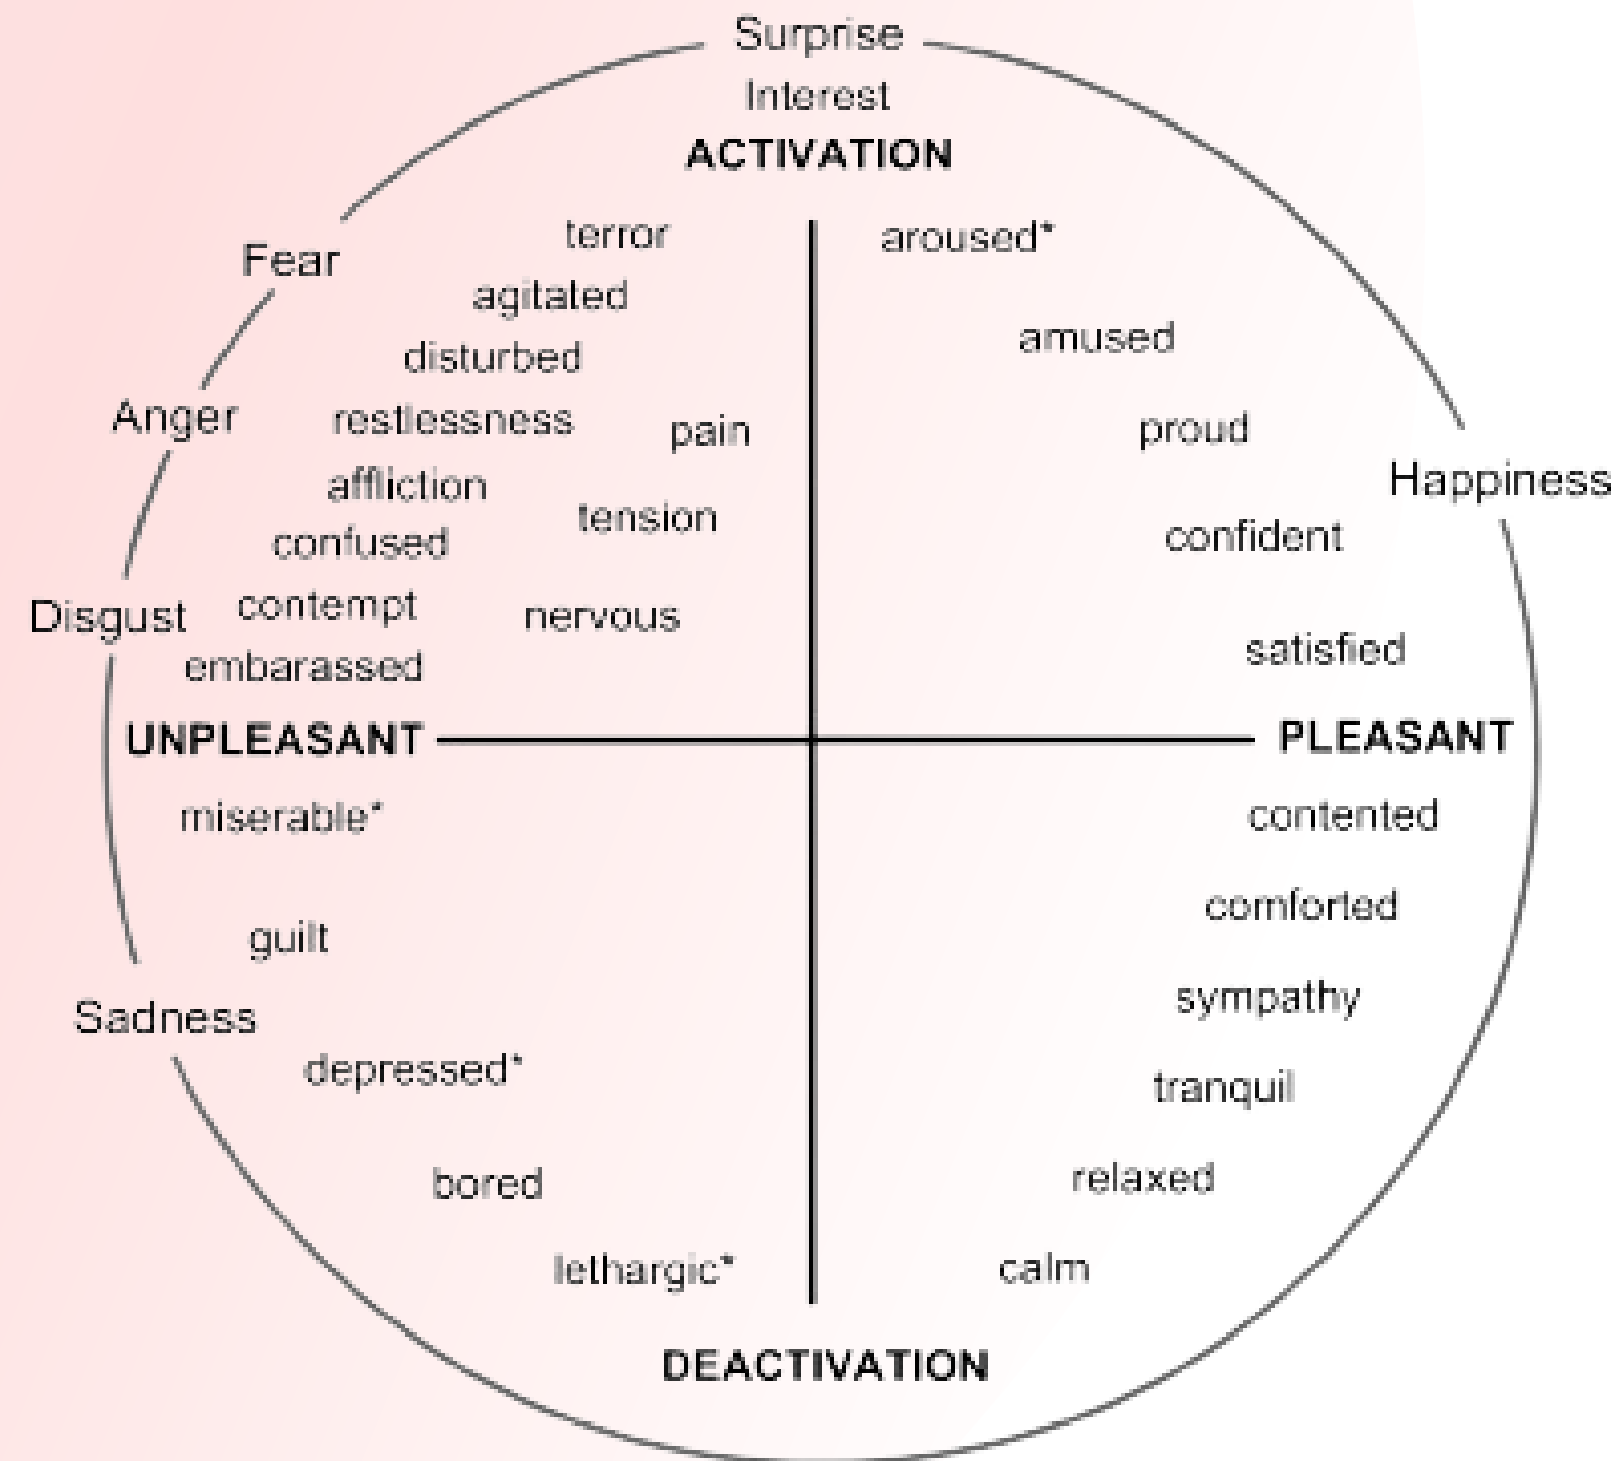 Surprise
Interest
ACTIVATION
terror
aroused*
Fear
agitated
amused
disturbed
Anger
restlessness
pain
proud
Happiness
affliction
tension
confused
confident
Disgust
contempt
nervous
embarassed
satisfied
UNPLEASANT
PLEASANT
miserable*
contented
comforted
guilt
sympathy
Sadness
depressed*
tranquil
bored
relaxed
lethargic*
calm
DEACTIVATION